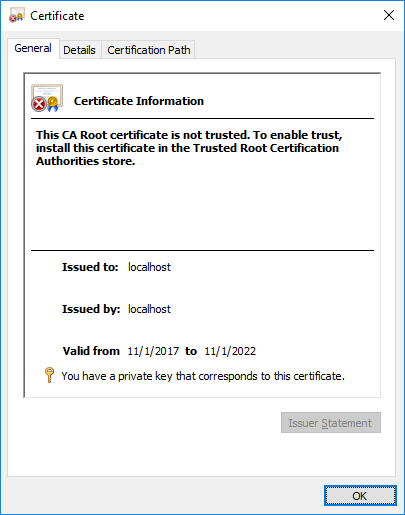 Certificate
General Details Certification Path
Certificate Information
This CA Root certificate is not trusted. To enable trust,
install this certificate in the Trusted Root Certification
Authorities store.
Issued to: localhost
Issued by: localhost
Valid from 11/1/2017 to 11/1/2022
You have a private key that corresponds to this certificate.
Issuer Statement
OK